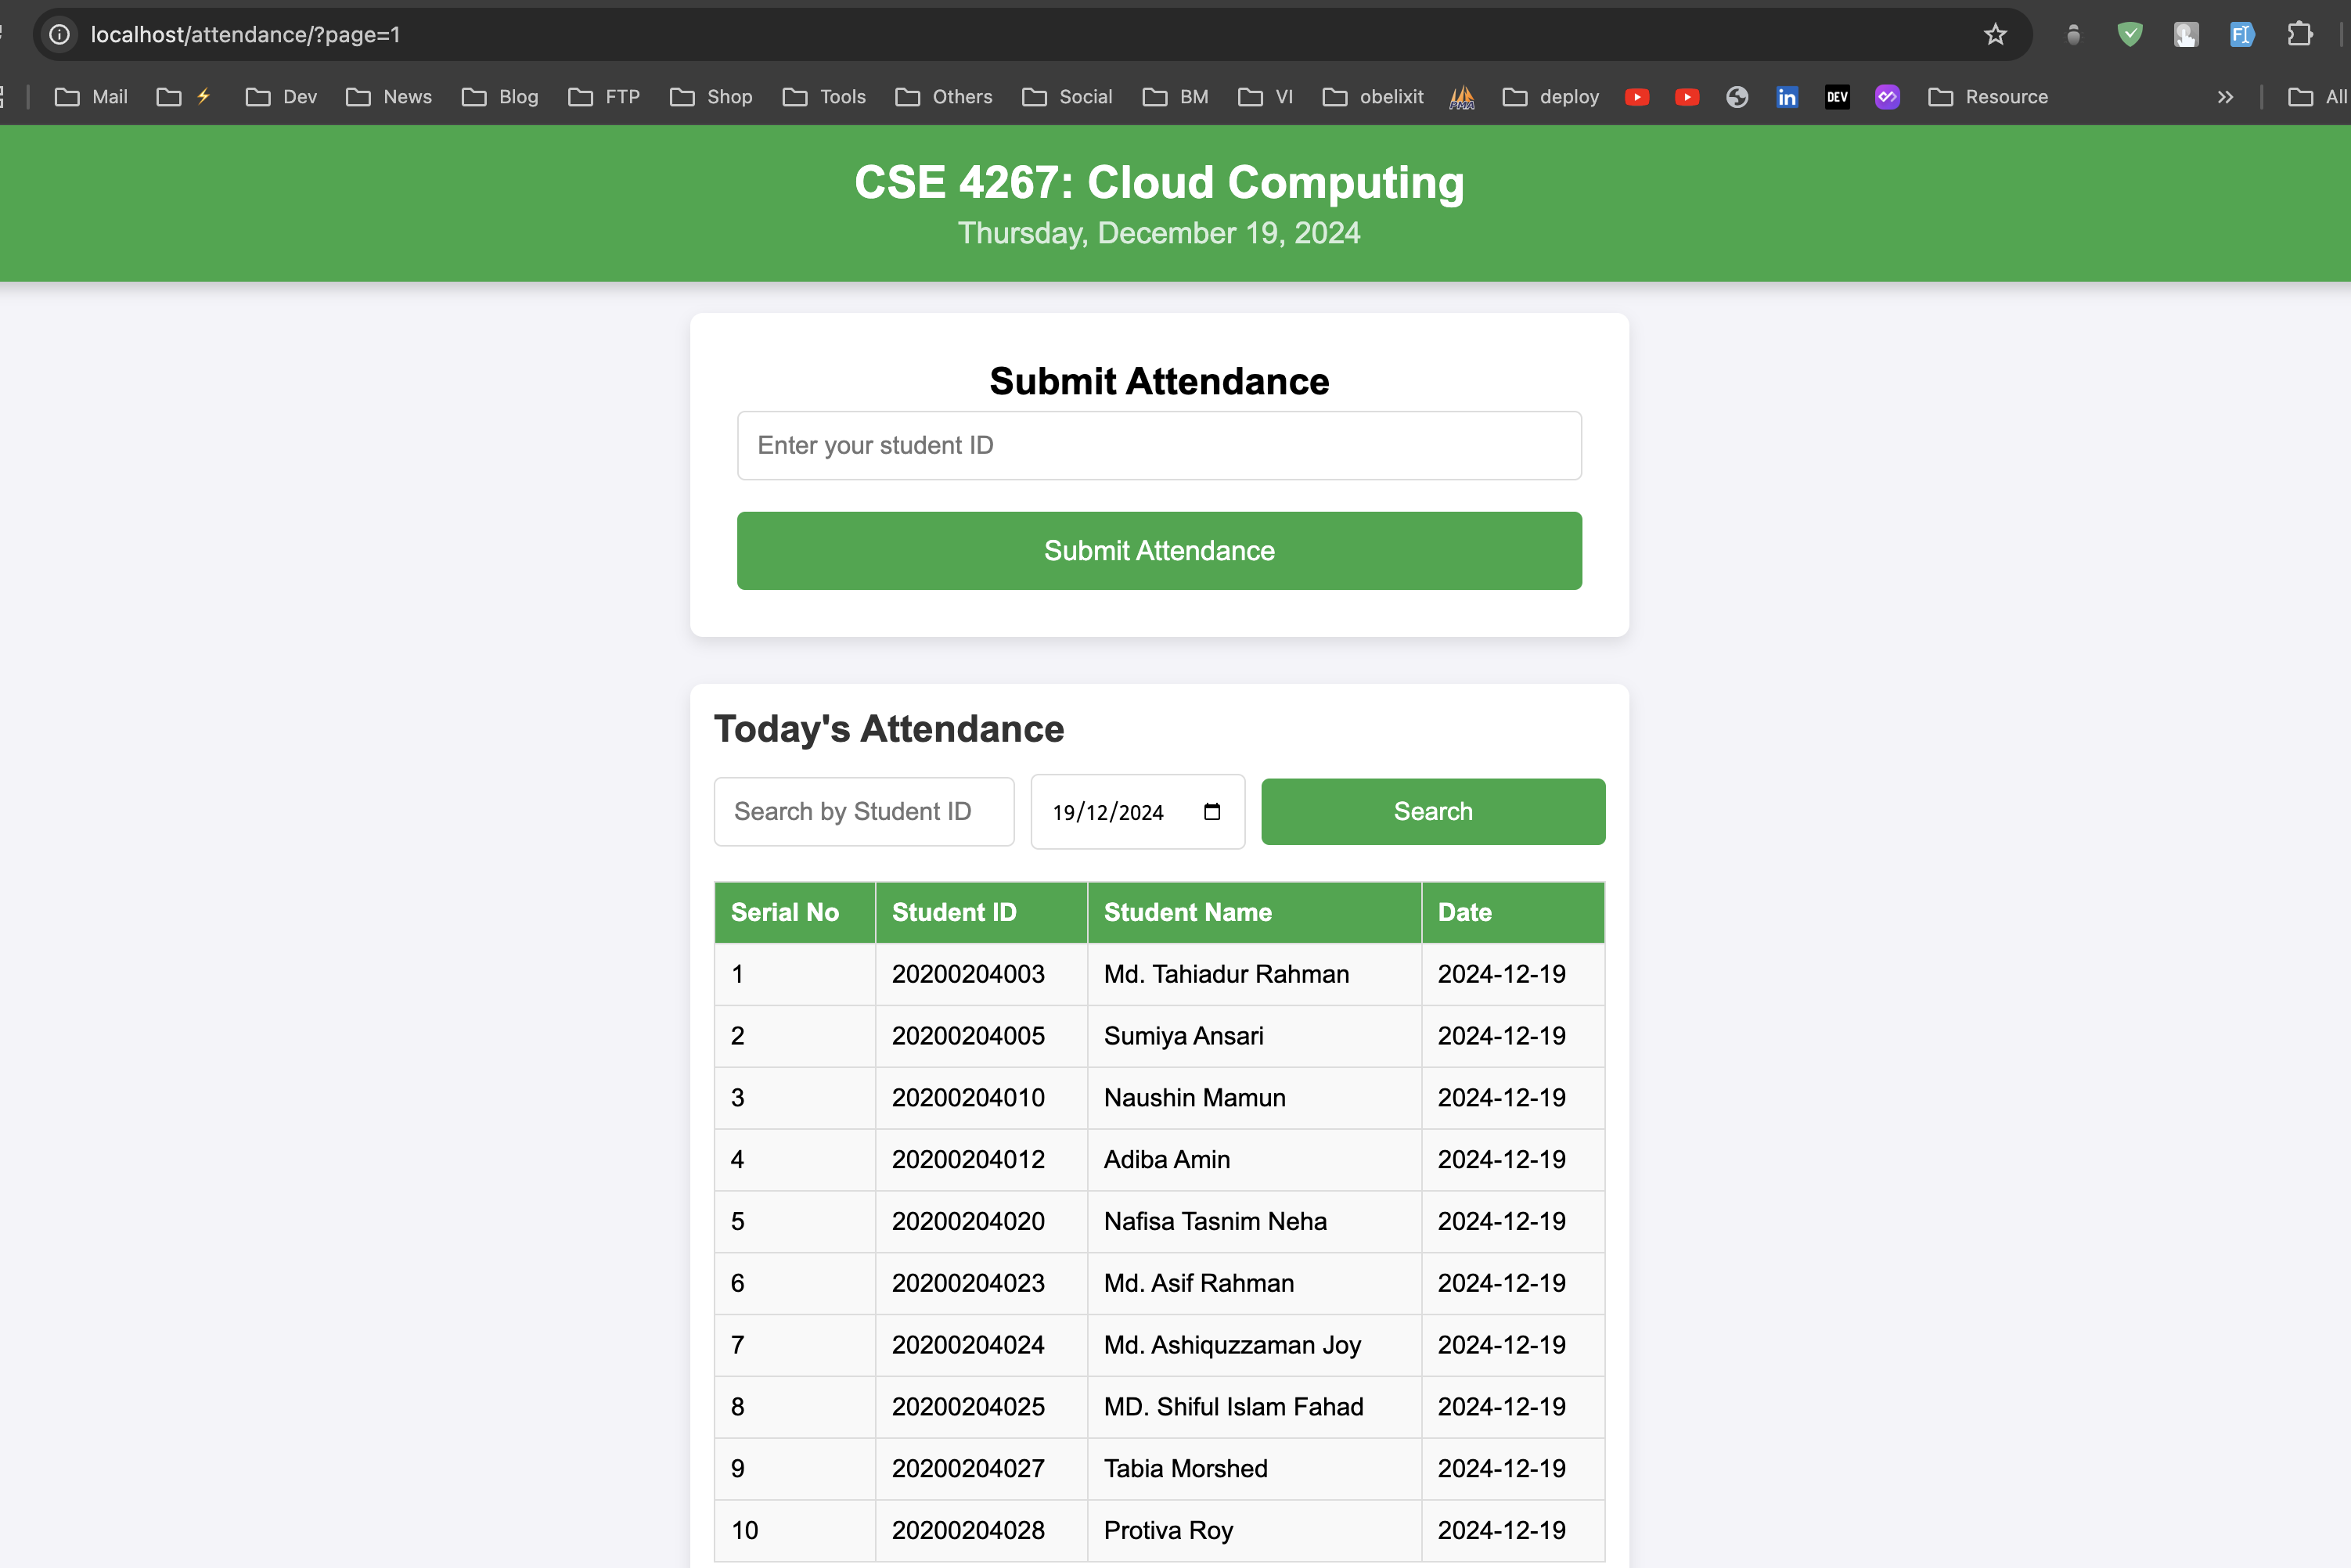 localhost/attendance/?page=1
Mail Dev News Blog FTP Shop Tools Others Social BM VI obelixit PMA deploy in DEV Resource All
CSE 4267: Cloud Computing
Thursday, December 19, 2024
Submit Attendance
Enter your student ID
Submit Attendance
Today's Attendance
Search by Student ID 19/12/2024 Search
Serial No Student ID Student Name Date
1 20200204003 Md. Tahiadur Rahman 2024-12-19
2 20200204005 Sumiya Ansari 2024-12-19
3 20200204010 Naushin Mamun 2024-12-19
4 20200204012 Adiba Amin 2024-12-19
5 20200204020 Nafisa Tasnim Neha 2024-12-19
6 20200204023 Md. Asif Rahman 2024-12-19
7 20200204024 Md. Ashiquzzaman Joy 2024-12-19
8 20200204025 MD. Shiful Islam Fahad 2024-12-19
9 20200204027 Tabia Morshed 2024-12-19
10 20200204028 Protiva Roy 2024-12-19